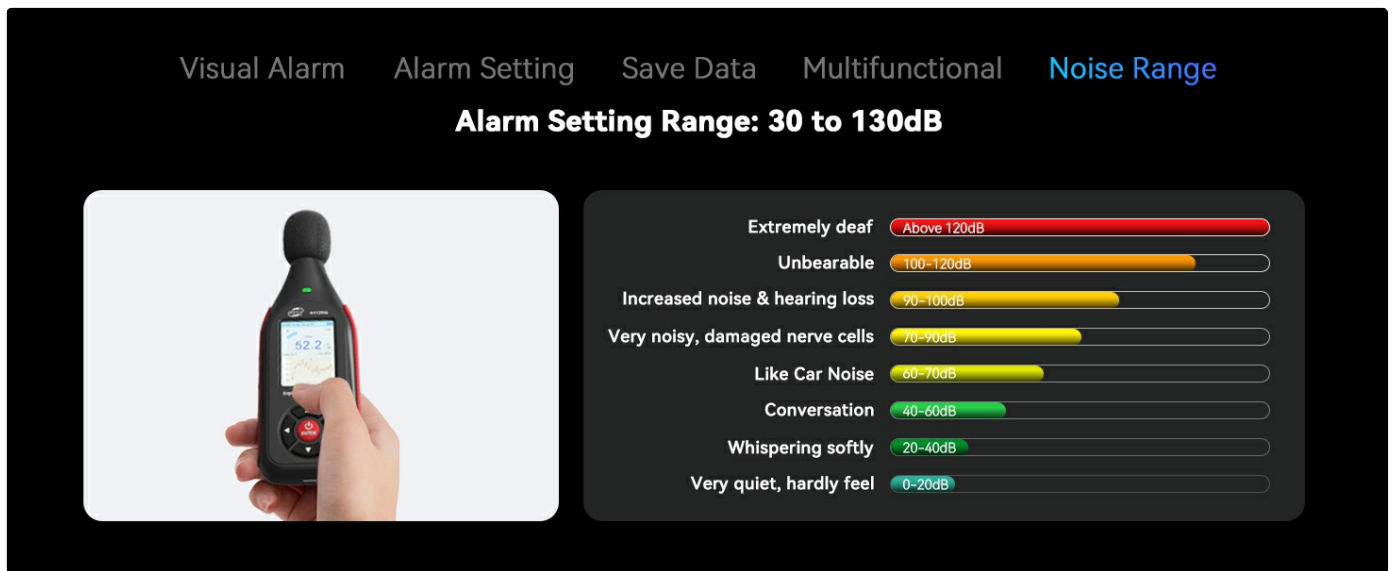 Visual Alarm Alarm Setting Save Data Multifunctional Noise Range
Alarm Setting Range: 30 to 130dB
52.2
Extremely deaf Above 120dB
Unbearable 100-120dB
Increased noise & hearing loss 90-100dB
Very noisy, damaged nerve cells 70-90dB
Like Car Noise 60-70dB
Conversation 40-60dB
Whispering softly 20-40dB
Very quiet, hardly feel 0-20dB